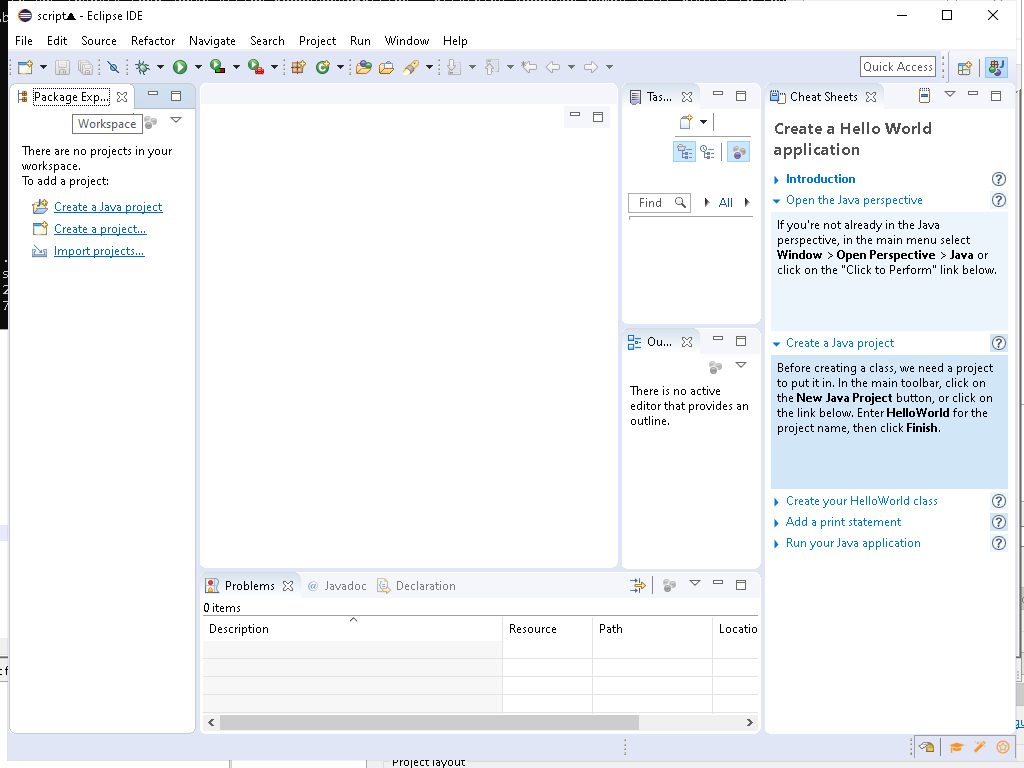 script▲ - Eclipse IDE
File Edit Source Refactor Navigate Search Project Run Window Help
Quick Access
Package Exp...
Workspace
There are no projects in your
workspace.
To add a project:
Create a Java project
Create a project...
Import projects...
Tas...
Find
All
Ou...
There is no active
editor that provides an
outline.
Cheat Sheets
Create a Hello World
application
Introduction
Open the Java perspective
If you're not already in the Java
perspective, in the main menu select
Window > Open Perspective > Java or
click on the "Click to Perform" link below.
Create a Java project
Before creating a class, we need a project
to put it in. In the main toolbar, click on
the New Java Project button, or click on
the link below. Enter HelloWorld for the
project name, then click Finish.
Create your HelloWorld class
Add a print statement
Run your Java application
Problems @ Javadoc Declaration
0 items
Description Resource Path Locatio
Project layout